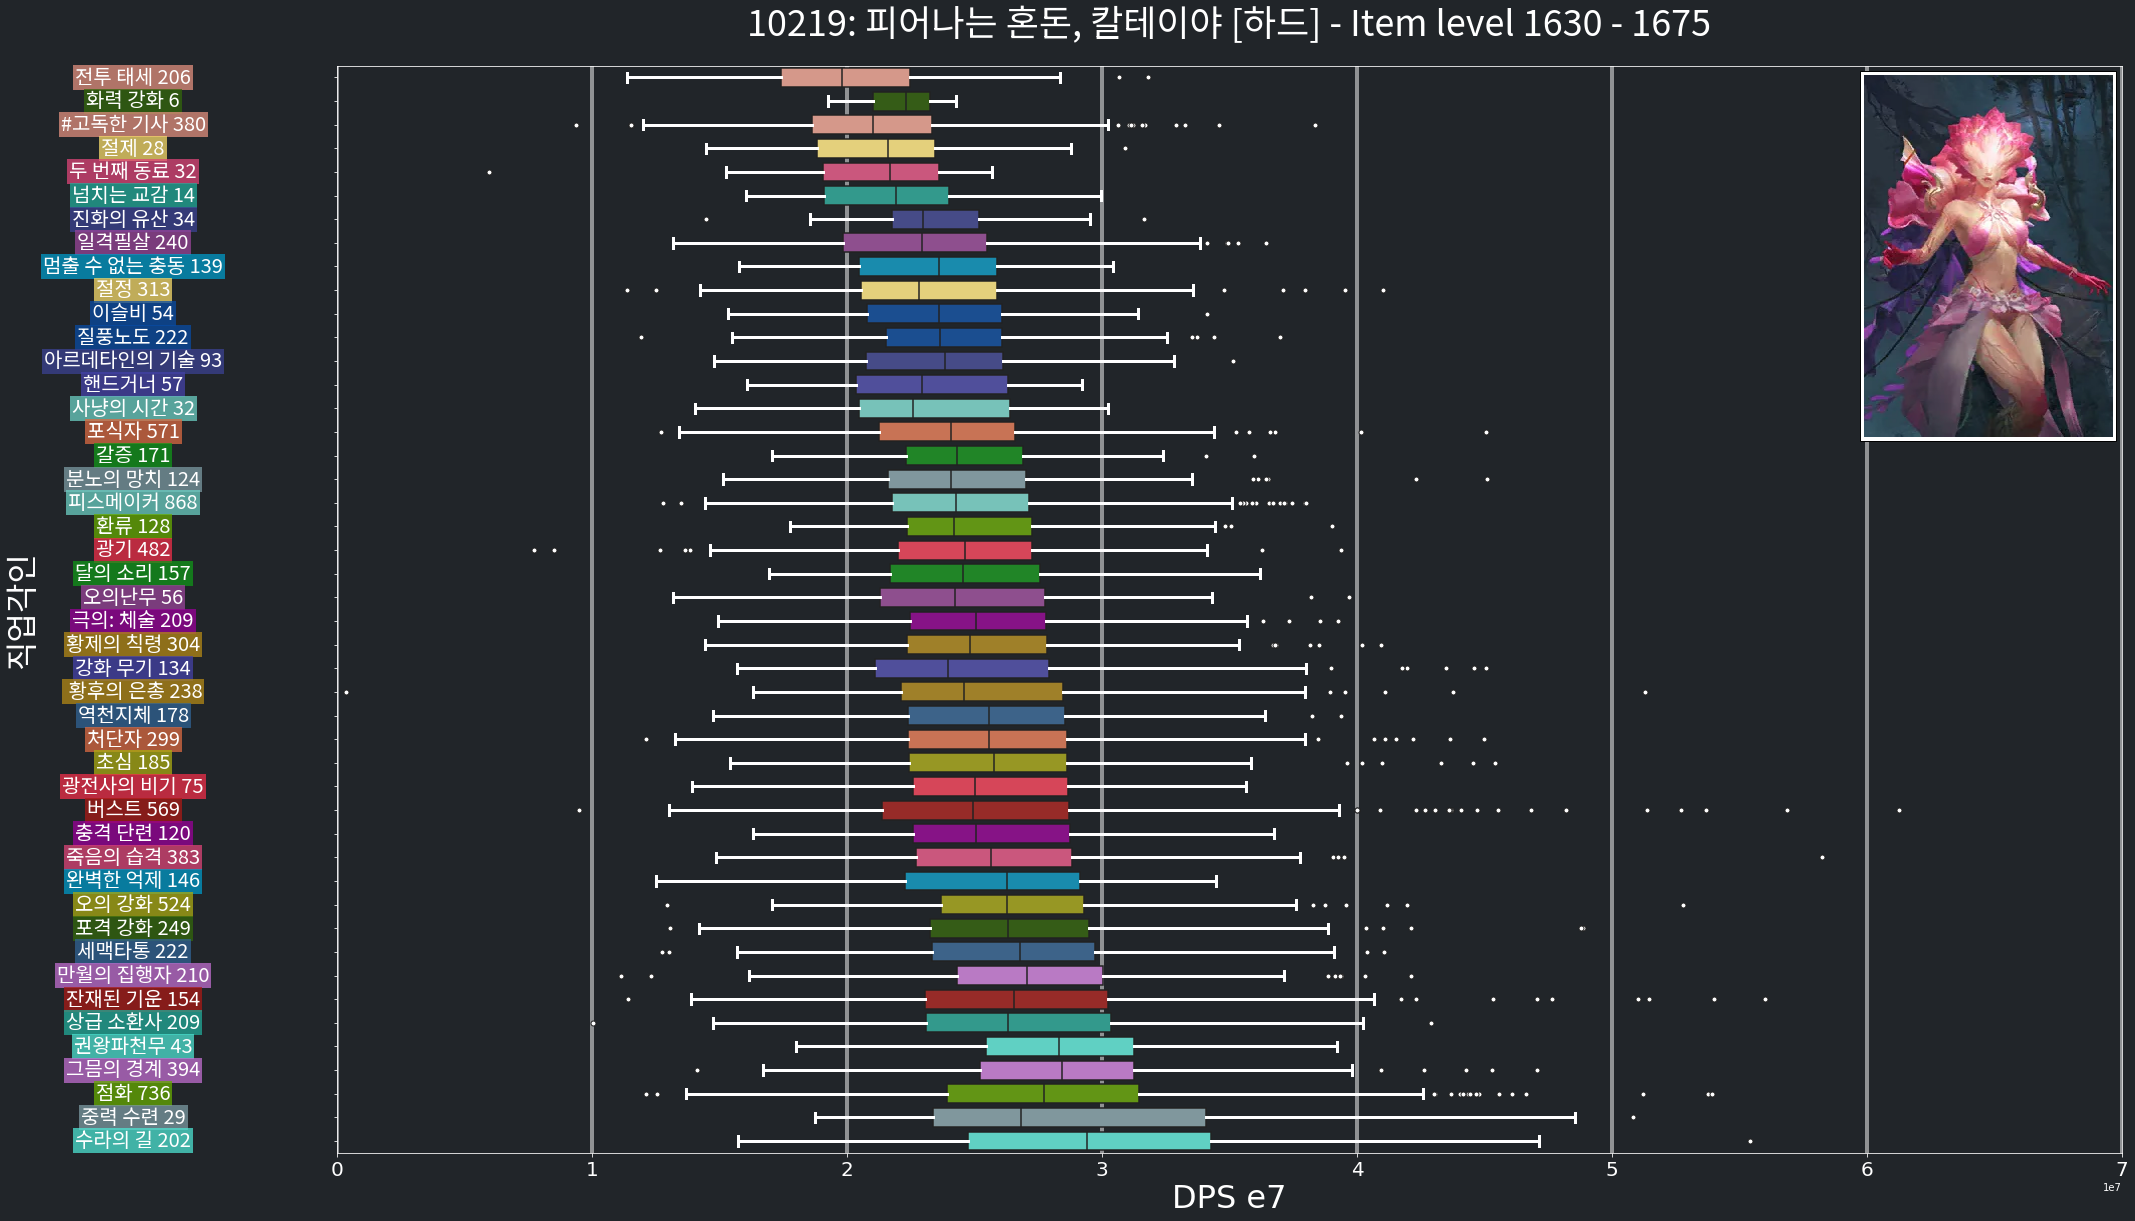 10219: 피어나는 혼돈, 칼테이야 [하드] - Item level 1630 - 1675
전투 태세 206
화력 강화 6
#고독한 기사 380
절제 28
두 번째 동료 32
넘치는 교감 14
진화의 유산 34
일격필살 240
멈출 수 없는 충동 139
절정 313
이슬비 54
질풍노도 222
아르데타인의 기술 93
핸드거너 57
사냥의 시간 32
포식자 571
갈증 171
분노의 망치 124
피스메이커 868
환류 128
광기 482
달의 소리 157
오의난무 56
극의: 체술 209
황제의 칙령 304
강화 무기 134
황후의 은총 238
역천지체 178
처단자 299
초심 185
광전사의 비기 75
버스트 569
충격 단련 120
죽음의 습격 383
완벽한 억제 146
오의 강화 524
포격 강화 249
세맥타통 222
만월의 집행자 210
잔재된 기운 154
상급 소환사 209
권왕파천무 43
그믐의 경계 394
점화 736
중력 수련 29
수라의 길 202
직업각인
0 1 2 3 4 5 6 7
1e7
DPS e7